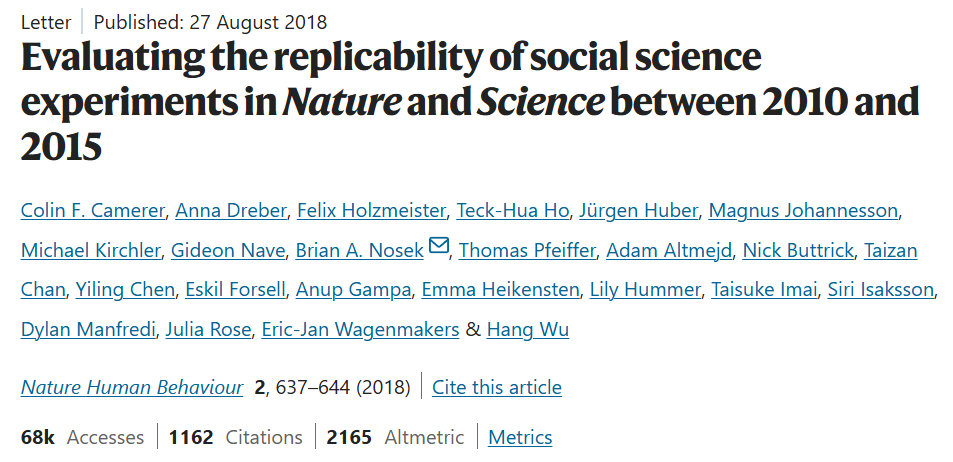 Letter | Published: 27 August 2018
Evaluating the replicability of social science
experiments in Nature and Science between 2010 and
2015
Colin F. Camerer, Anna Dreber, Felix Holzmeister, Teck-Hua Ho, Jürgen Huber, Magnus Johannesson,
Michael Kirchler, Gideon Nave, Brian A. Nosek, Thomas Pfeiffer, Adam Altmejd, Nick Buttrick, Taizan
Chan, Yiling Chen, Eskil Forsell, Anup Gampa, Emma Heikensten, Lily Hummer, Taisuke Imai, Siri Isaksson,
Dylan Manfredi, Julia Rose, Eric-Jan Wagenmakers & Hang Wu
Nature Human Behaviour 2, 637–644 (2018) | Cite this article
68k Accesses | 1162 Citations | 2165 Altmetric | Metrics